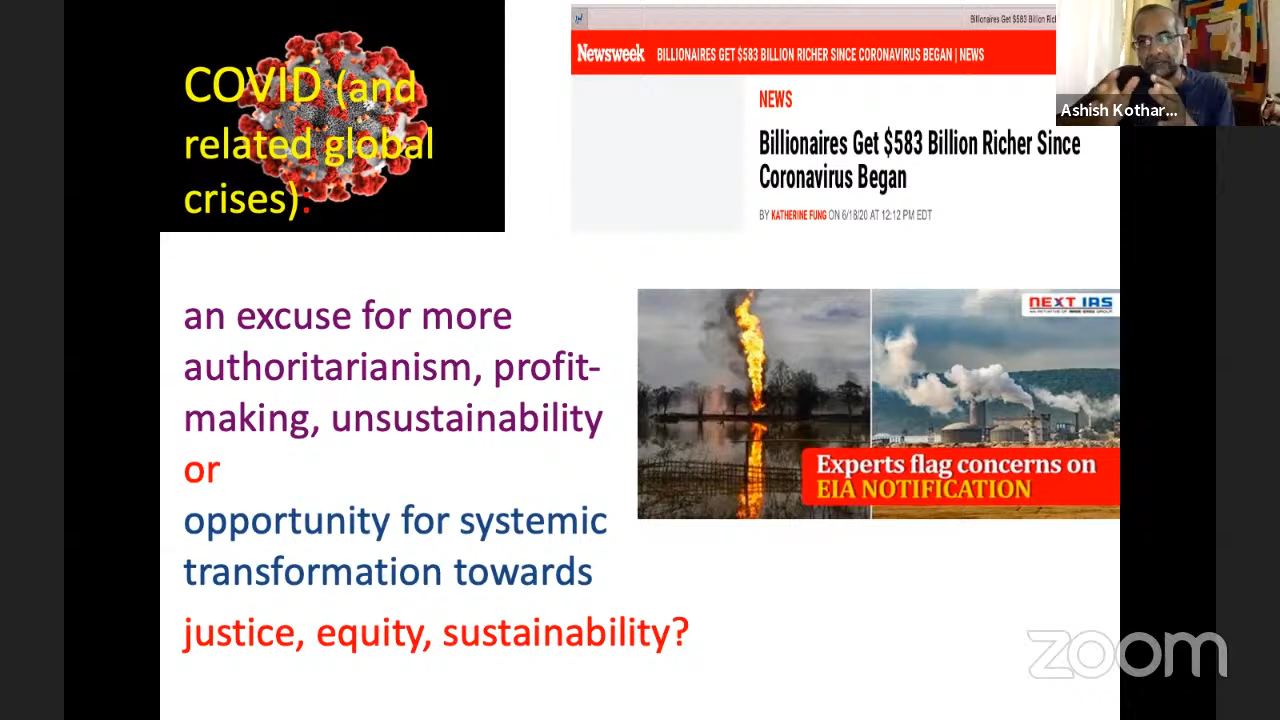 COVID (and
related global
crises):
Billionaires Get $583 Billion Ric
Newsweek BILLIONAIRES GET $583 BILLION RICHER SINCE CORONAVIRUS BEGAN | NEWS
NEWS
Billionaires Get $583 Billion Richer Since
Coronavirus Began
BY KATHERINE FUNG ON 6/18/20 AT 12:12 PM EDT
Ashish Kothar...
an excuse for more
authoritarianism, profit-
making, unsustainability
or
opportunity for systemic
transformation towards
justice, equity, sustainability?
NEXT IAS
Experts flag concerns on
EIA NOTIFICATION
zoom